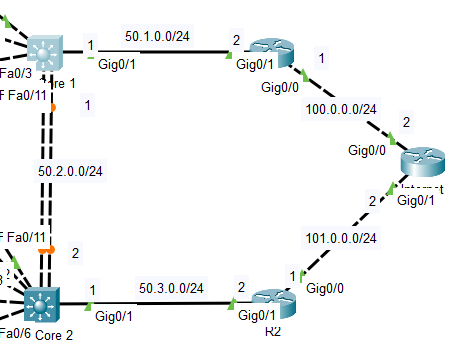 50.1.0.0/24
1
2
Gig0/1
Gig0/1
1
Fa0/3
Core 1
Gig0/0
F Fa0/11
1
100.0.0.0/24
2
Gig0/0
50.2.0.0/24
Internet
2
Gig0/1
F Fa0/11
2
101.0.0.0/24
2
1
50.3.0.0/24
2
1
Gig0/0
Gig0/1
Gig0/1
Fa0/6
Core 2
R2